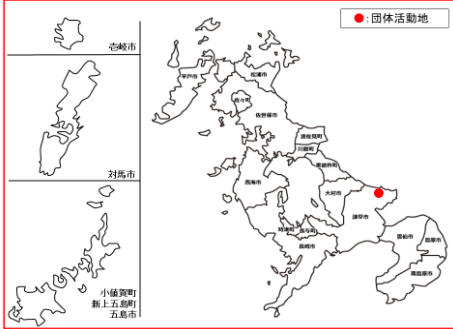 ●:団体活動地
壱岐市
対馬市
小値賀町
新上五島町
五島市
平戸市
松浦市
佐々町
佐世保市
波佐見町
川棚町
東彼杵町
西海市
大村市
時津町
長与町
諫早市
長崎市
雲仙市
島原市
南島原市